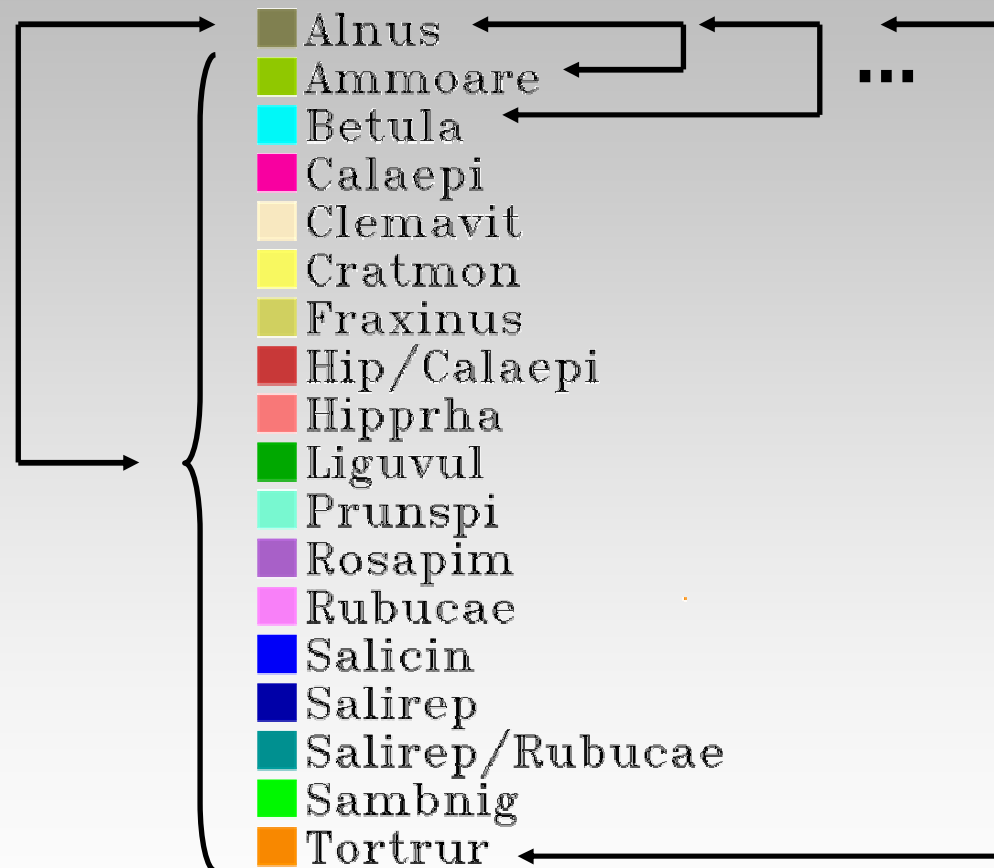 Alnus
Ammoare
...
Betula
Calaepi
Clemavit
Cratmon
Fraxinus
Hip/Calaepi
Hipprha
Liguvul
Prunspi
Rosapim
Rubucae
Salicin
Salirep
Salirep/Rubucae
Sambnig
Tortrur